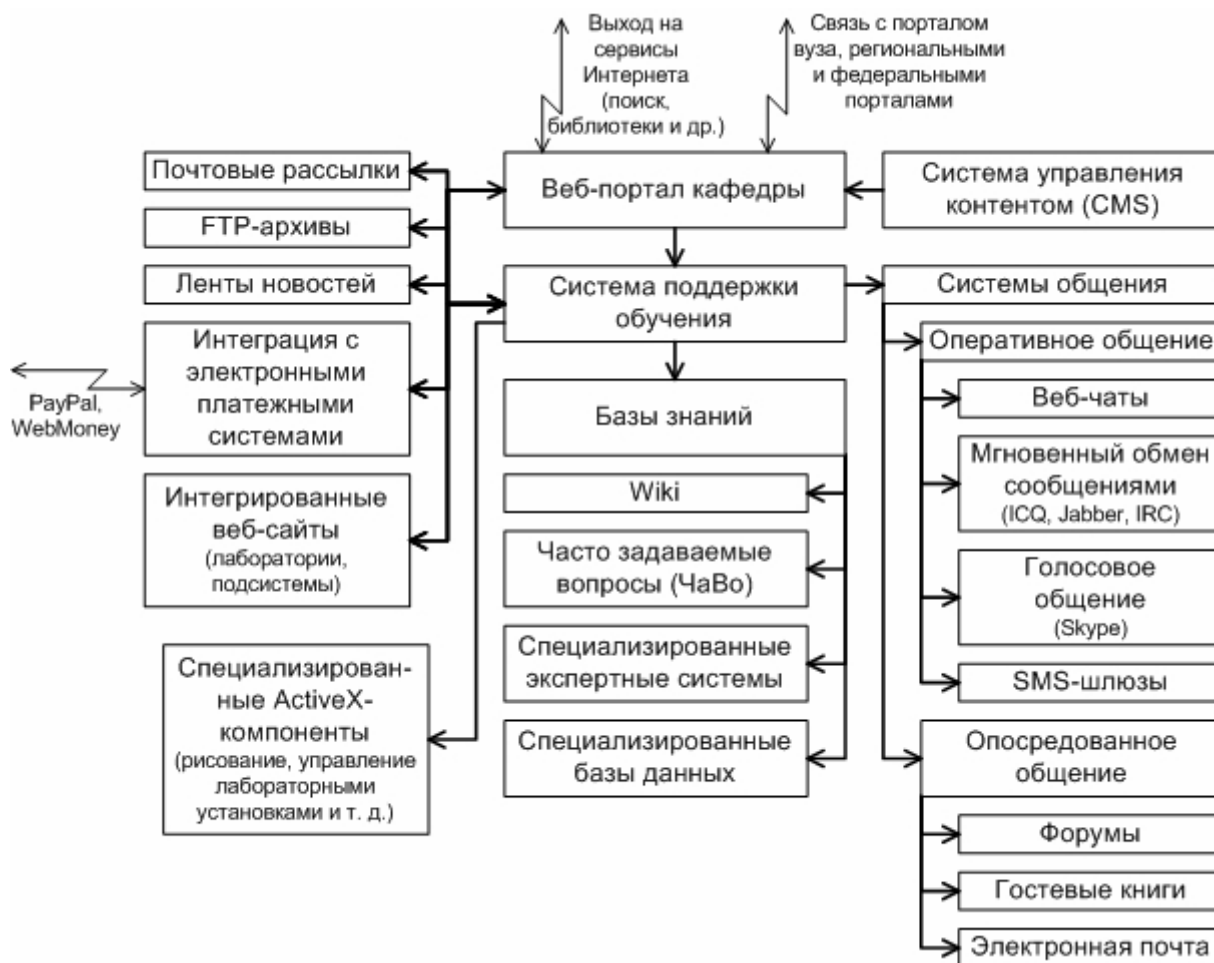 Выход на
сервисы
Интернета
(поиск,
библиотеки и др.)
Связь с порталом
вуза, региональными
и федеральными
порталами
Почтовые рассылки
FTP-архивы
Ленты новостей
Интеграция с
электронными
платежными
системами
PayPal,
WebMoney
Интегрированные
веб-сайты
(лаборатории,
подсистемы)
Специализирован-
ные ActiveX-
компоненты
(рисование, управление
лабораторными
установками и т. д.)
Веб-портал кафедры
Система поддержки
обучения
Базы знаний
Wiki
Часто задаваемые
вопросы (ЧаВо)
Специализированные
экспертные системы
Специализированные
базы данных
Система управления
контентом (CMS)
Системы общения
Оперативное общение
Веб-чаты
Мгновенный обмен
сообщениями
(ICQ, Jabber, IRC)
Голосовое
общение
(Skype)
SMS-шлюзы
Опосредованное
общение
Форумы
Гостевые книги
Электронная почта